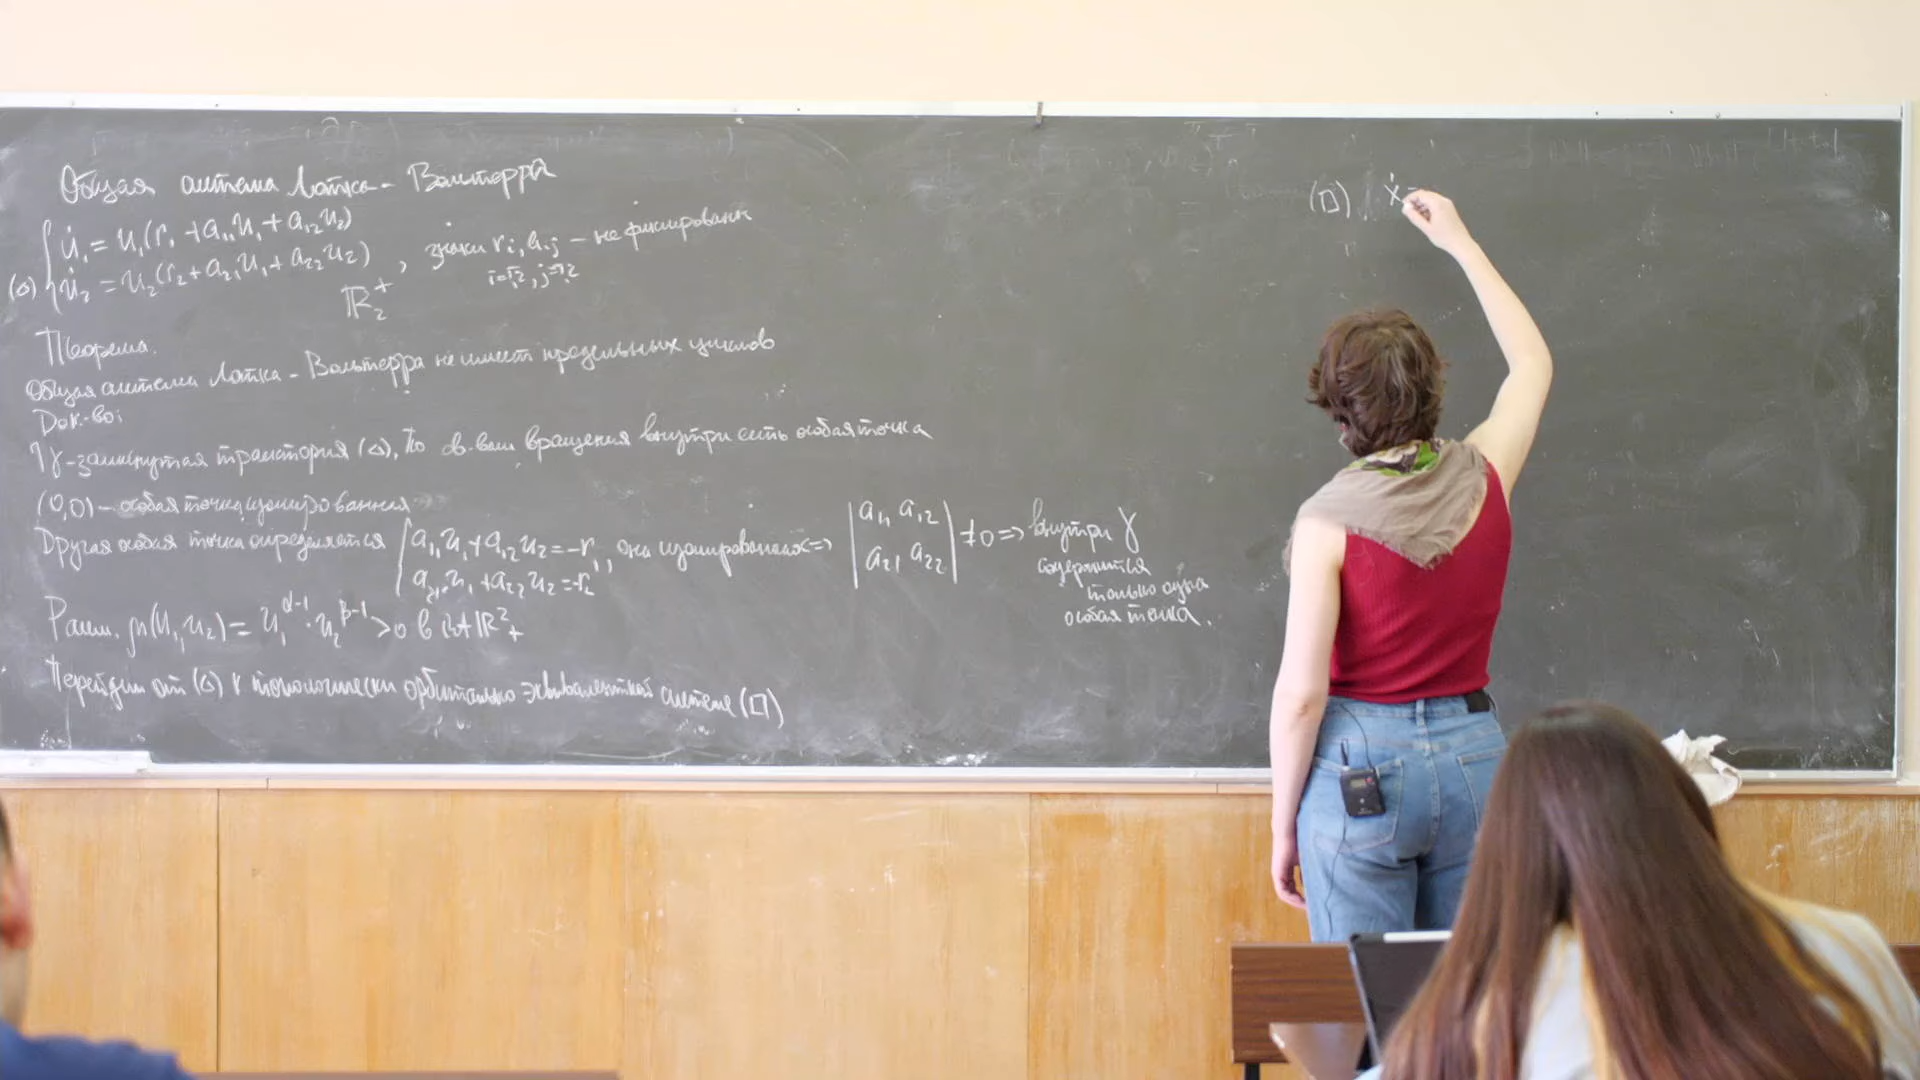 Общая система Лотка-Вольтерра
(△) { u̇₁ = u₁(r₁ + a₁₁u₁ + a₁₂u₂)
u̇₂ = u₂(r₂ + a₂₁u₁ + a₂₂u₂) , знаки rᵢ, aᵢⱼ – не фиксированы
i=1,2, j=1,2
ℝ₂⁺
Теорема.
Общая система Лотка-Вольтерра не имеет предельных циклов
Док-во:
γ-замкнутая траектория (△), то св-вам вращения внутри есть особая точка
(0,0) – особая точка изолированная
Другая особая точка определяется { a₁₁u₁ + a₁₂u₂ = -r₁
a₂₁u₁ + a₂₂u₂ = -r₂ , она изолированная <=> | a₁₁ a₁₂
a₂₁ a₂₂ | ≠ 0 => внутри γ
содержится
только одна
особая точка.
Рассм. μ(u₁, u₂) = u₁^(α-1) · u₂^(β-1) > 0 в int ℝ²₊
Перейдем от (△) к топологически орбитально эквивалентной системе (□)
(□) ẋ =